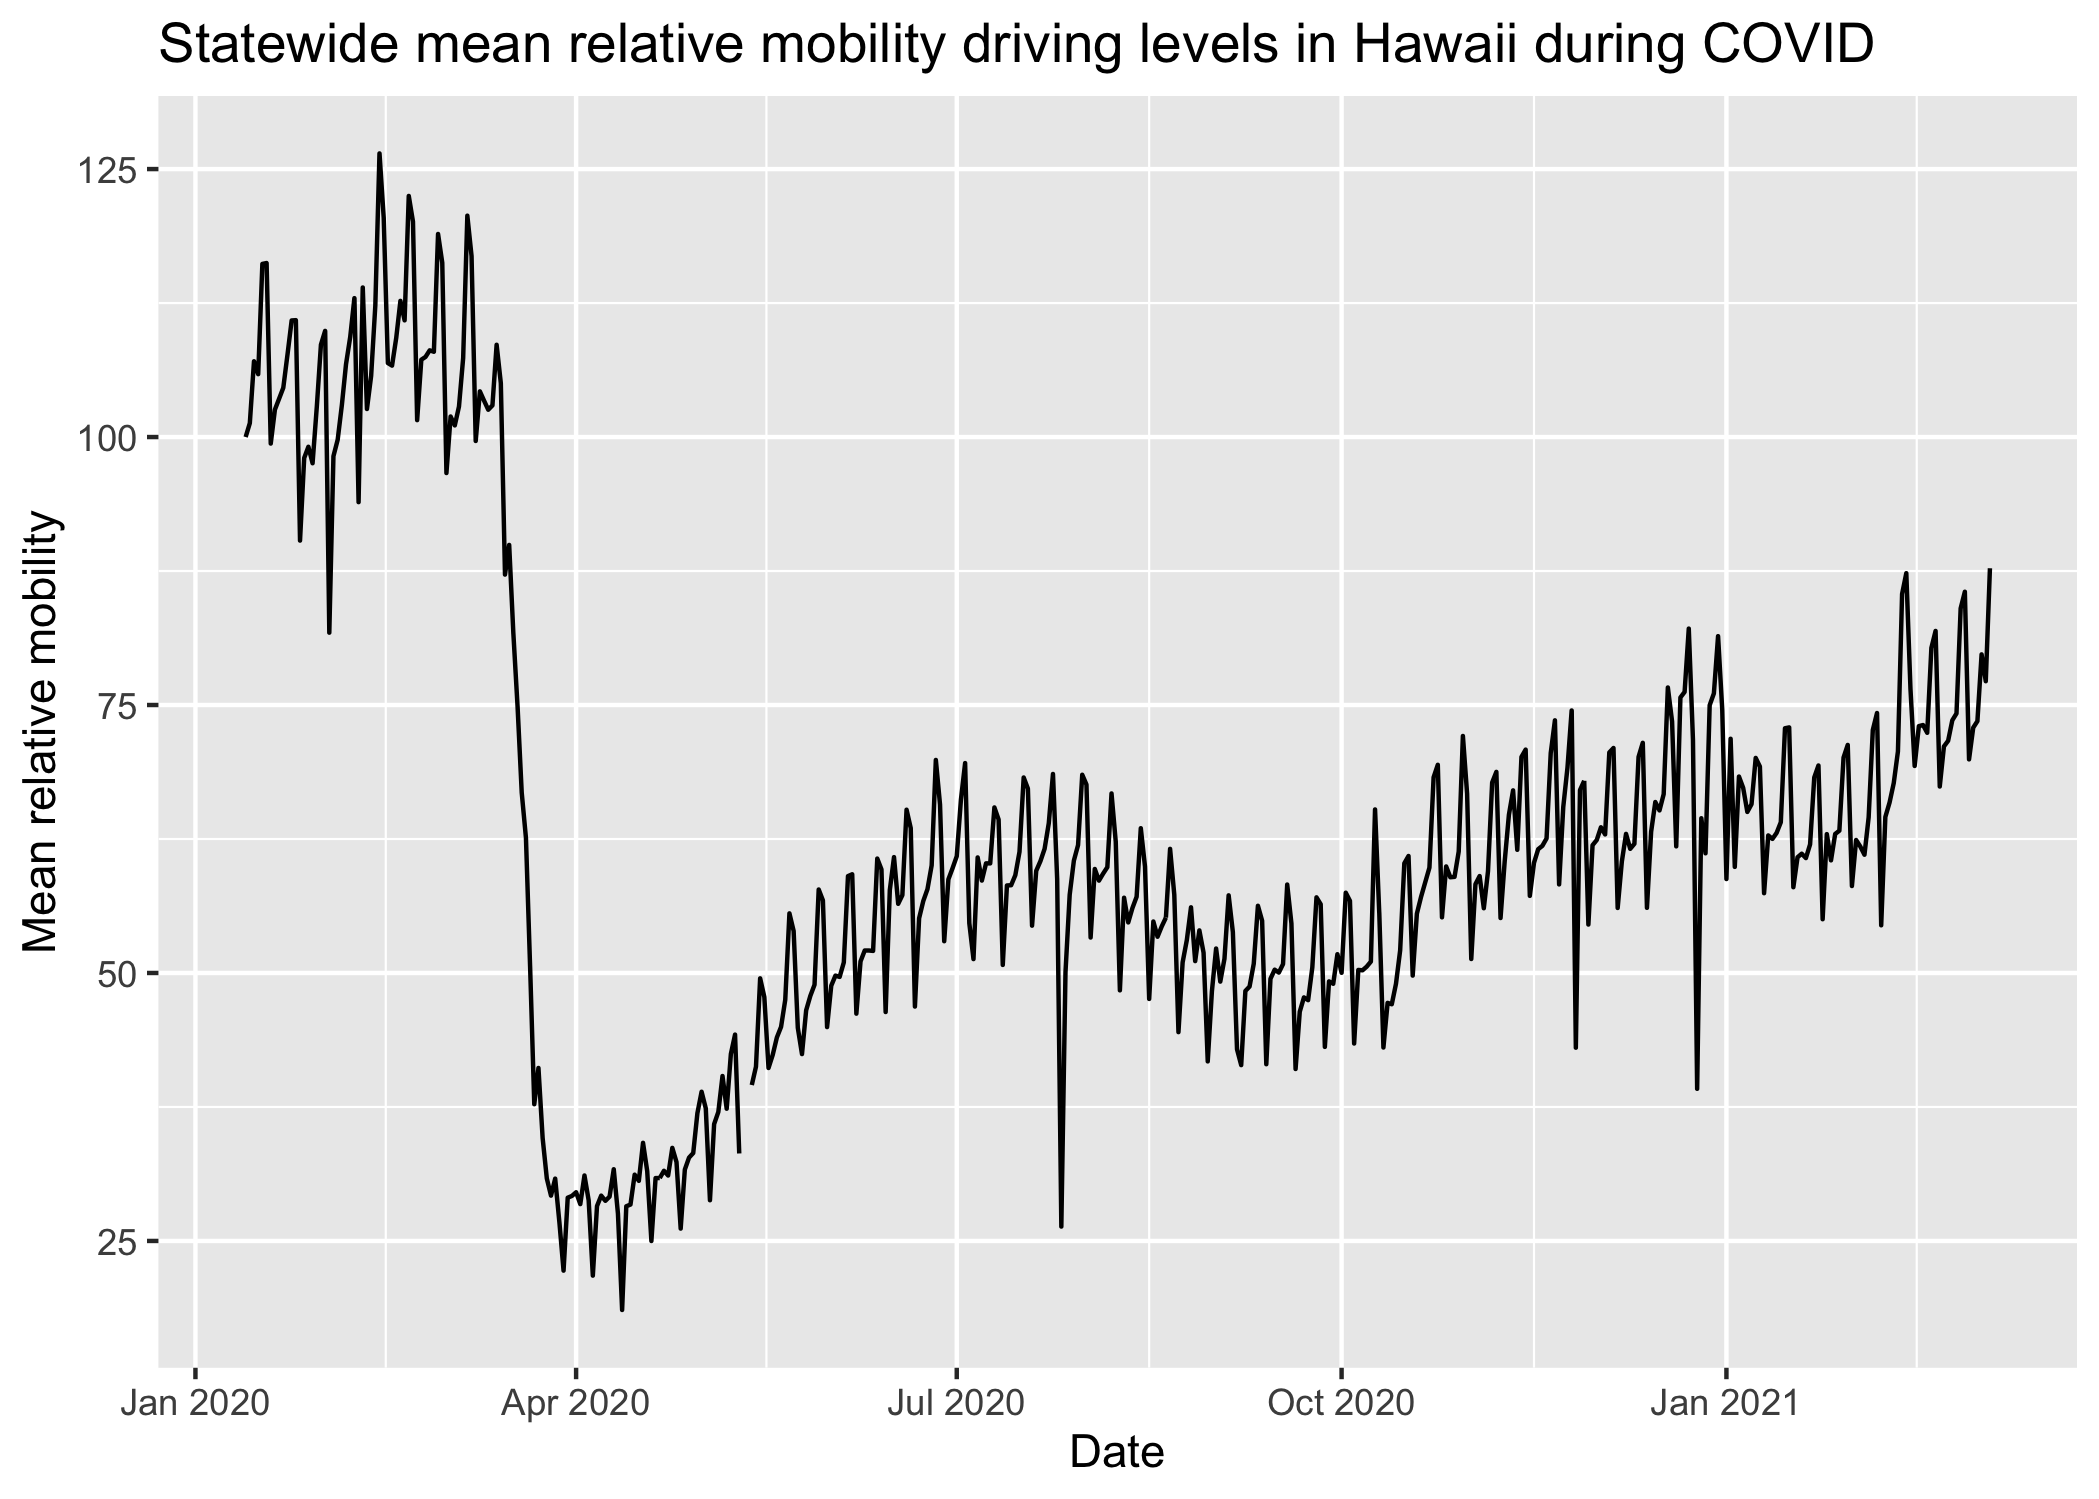 Statewide mean relative mobility driving levels in Hawaii during COVID
Mean relative mobility
125
100
75
50
25
Jan 2020
Apr 2020
Jul 2020
Oct 2020
Jan 2021
Date